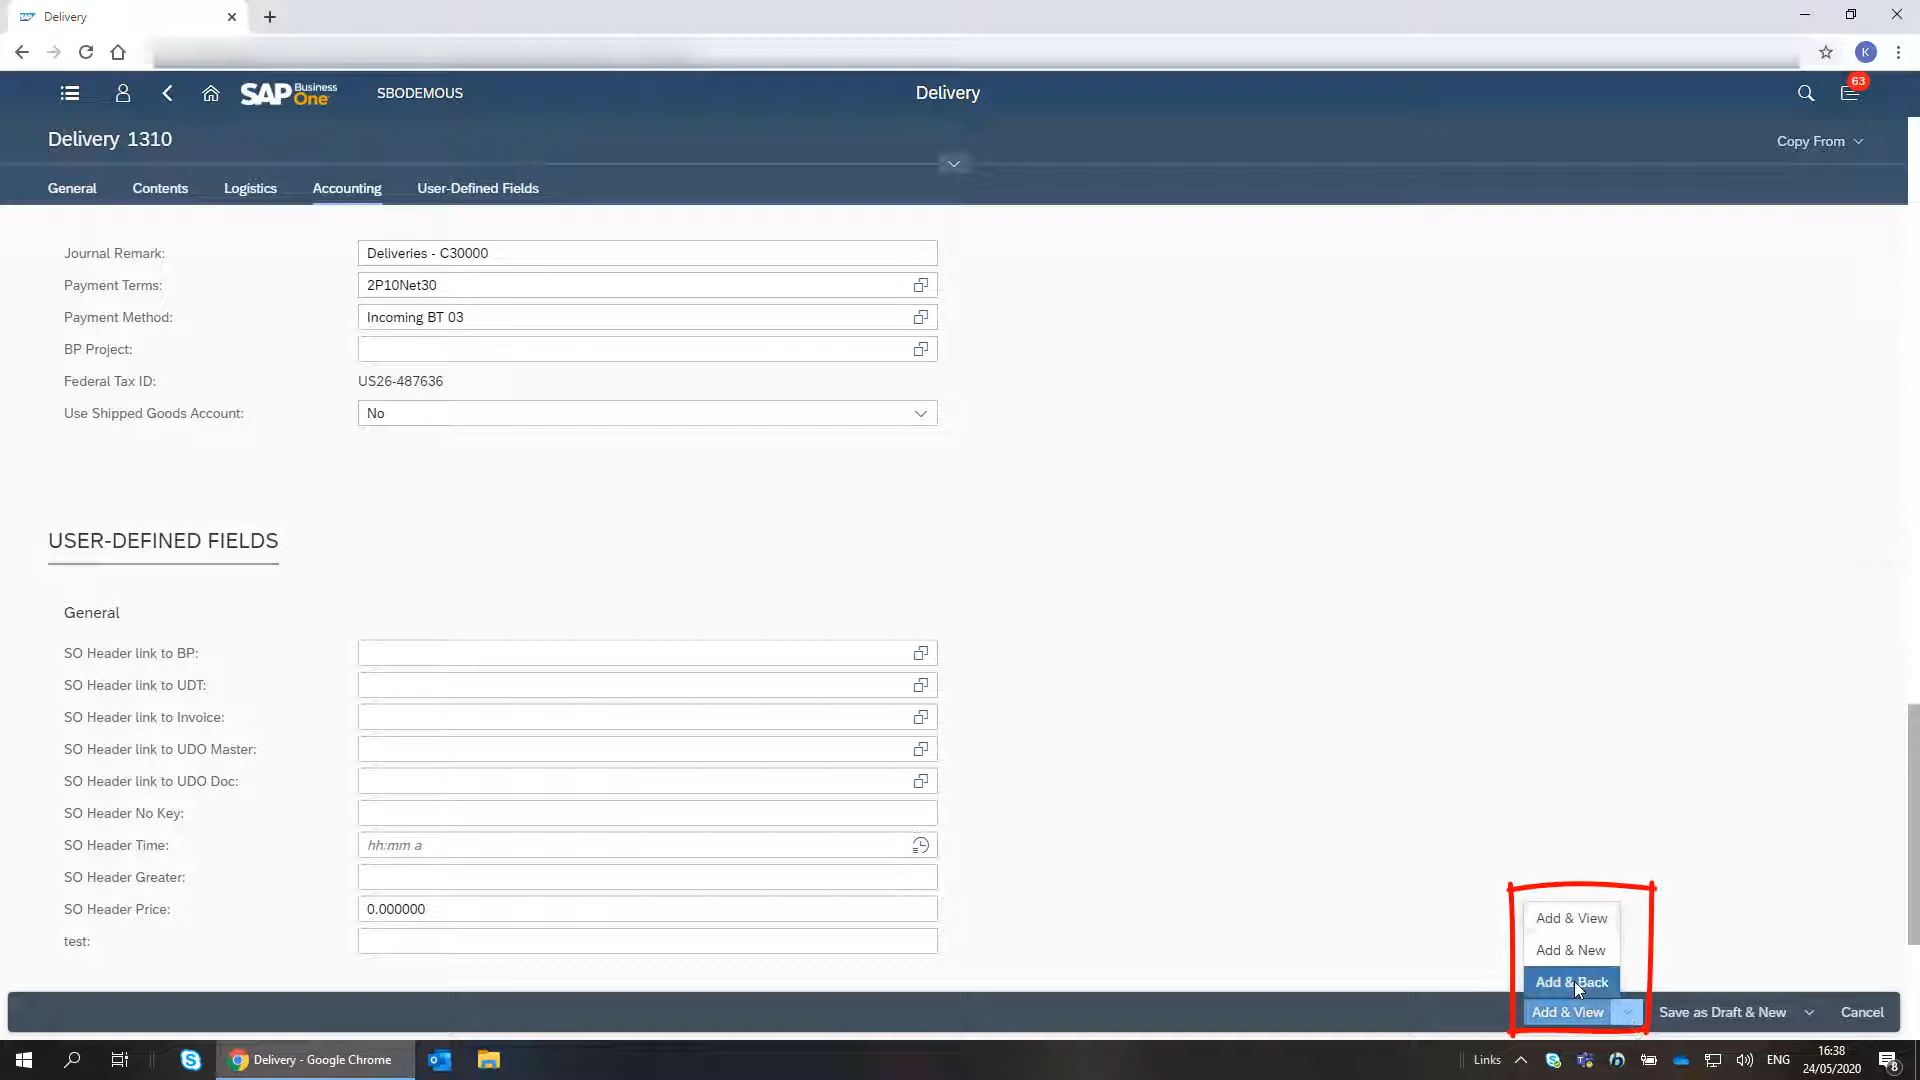 Delivery
K
SAP Business One
SBODEMOUS
Delivery
63
Delivery 1310
Copy From
General
Contents
Logistics
Accounting
User-Defined Fields
Journal Remark:
Deliveries - C30000
Payment Terms:
2P10Net30
Payment Method:
Incoming BT 03
BP Project:
Federal Tax ID:
US26-487636
Use Shipped Goods Account:
No
USER-DEFINED FIELDS
General
SO Header link to BP:
SO Header link to UDT:
SO Header link to Invoice:
SO Header link to UDO Master:
SO Header link to UDO Doc:
SO Header No Key:
SO Header Time:
hh:mm a
SO Header Greater:
SO Header Price:
0.000000
test:
Add & View
Add & New
Add & Back
Add & View
Save as Draft & New
Cancel
Delivery - Google Chrome
Links
ENG
16:38
24/05/2020
8